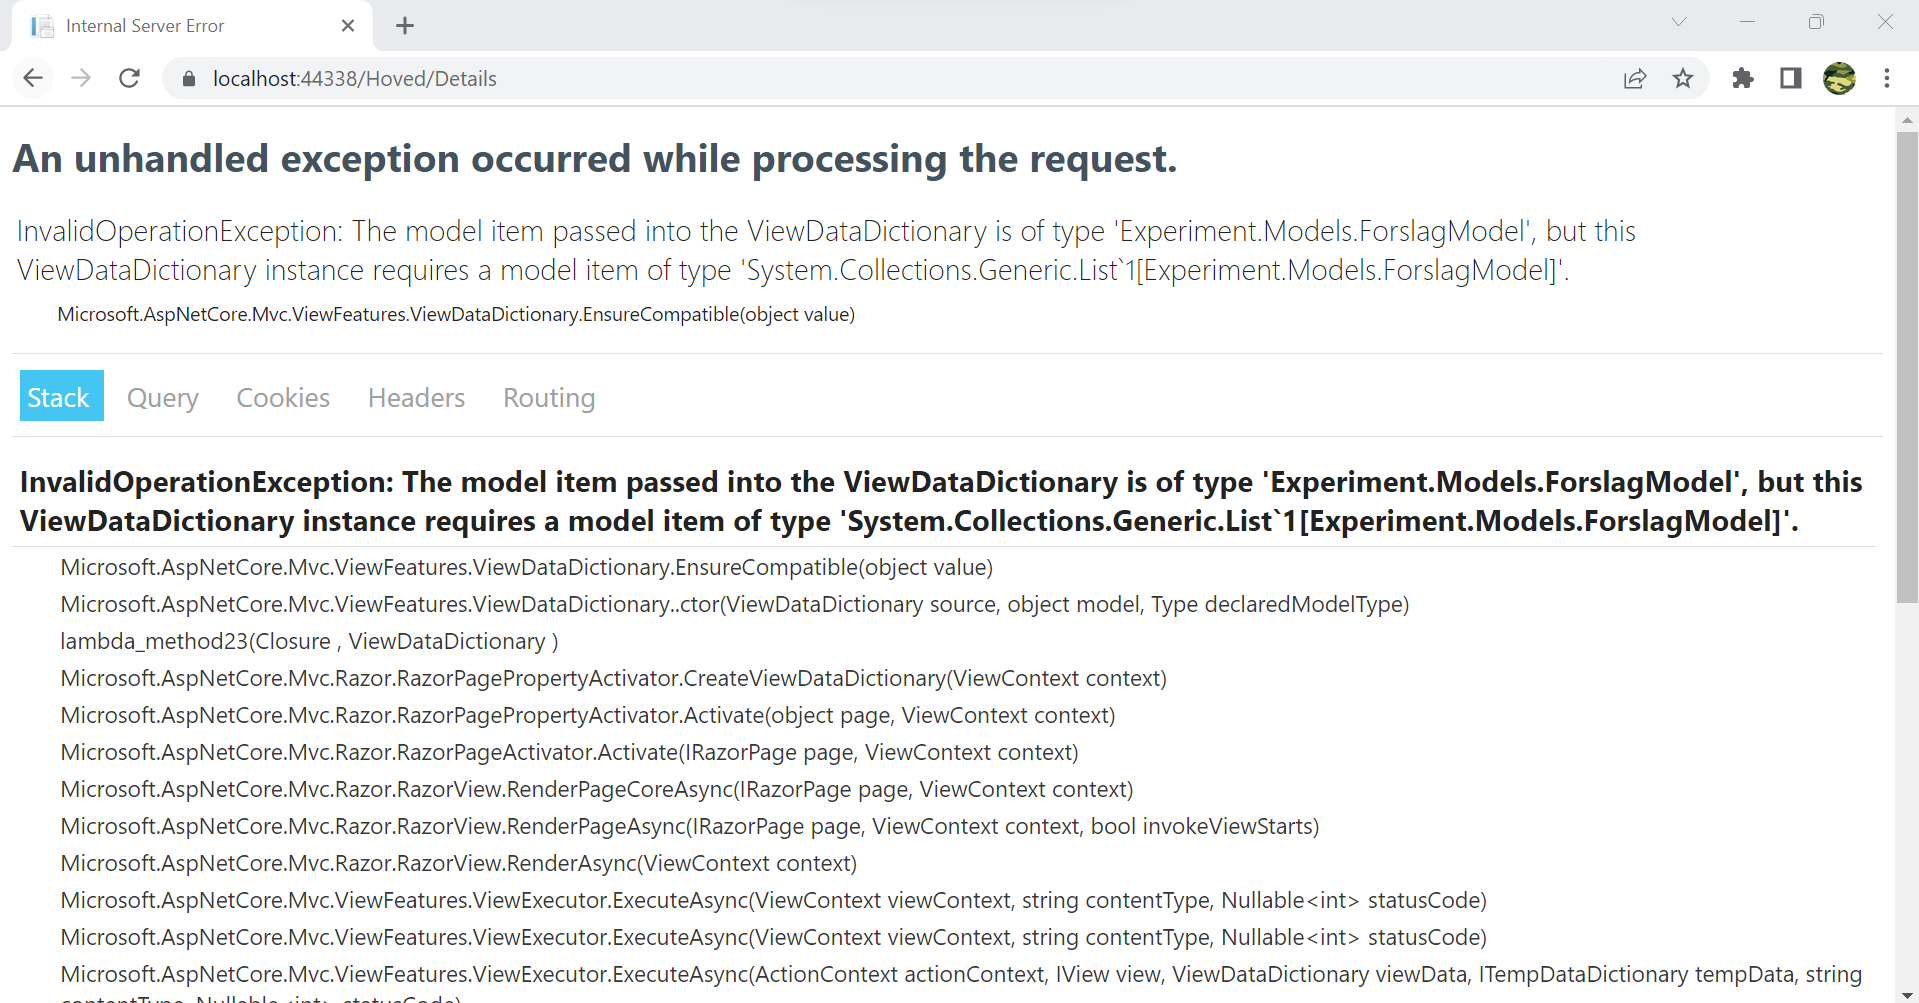 Internal Server Error
localhost:44338/Hoved/Details
An unhandled exception occurred while processing the request.
InvalidOperationException: The model item passed into the ViewDataDictionary is of type 'Experiment.Models.ForslagModel', but this
ViewDataDictionary instance requires a model item of type 'System.Collections.Generic.List`1[Experiment.Models.ForslagModel]'.
Microsoft.AspNetCore.Mvc.ViewFeatures.ViewDataDictionary.EnsureCompatible(object value)
Stack Query Cookies Headers Routing
InvalidOperationException: The model item passed into the ViewDataDictionary is of type 'Experiment.Models.ForslagModel', but this
ViewDataDictionary instance requires a model item of type 'System.Collections.Generic.List`1[Experiment.Models.ForslagModel]'.
Microsoft.AspNetCore.Mvc.ViewFeatures.ViewDataDictionary.EnsureCompatible(object value)
Microsoft.AspNetCore.Mvc.ViewFeatures.ViewDataDictionary..ctor(ViewDataDictionary source, object model, Type declaredModelType)
lambda_method23(Closure , ViewDataDictionary )
Microsoft.AspNetCore.Mvc.Razor.RazorPagePropertyActivator.CreateViewDataDictionary(ViewContext context)
Microsoft.AspNetCore.Mvc.Razor.RazorPagePropertyActivator.Activate(object page, ViewContext context)
Microsoft.AspNetCore.Mvc.Razor.RazorPageActivator.Activate(IRazorPage page, ViewContext context)
Microsoft.AspNetCore.Mvc.Razor.RazorView.RenderPageCoreAsync(IRazorPage page, ViewContext context)
Microsoft.AspNetCore.Mvc.Razor.RazorView.RenderPageAsync(IRazorPage page, ViewContext context, bool invokeViewStarts)
Microsoft.AspNetCore.Mvc.Razor.RazorView.RenderAsync(ViewContext context)
Microsoft.AspNetCore.Mvc.ViewFeatures.ViewExecutor.ExecuteAsync(ViewContext viewContext, string contentType, Nullable<int> statusCode)
Microsoft.AspNetCore.Mvc.ViewFeatures.ViewExecutor.ExecuteAsync(ViewContext viewContext, string contentType, Nullable<int> statusCode)
Microsoft.AspNetCore.Mvc.ViewFeatures.ViewExecutor.ExecuteAsync(ActionContext actionContext, IView view, ViewDataDictionary viewData, ITempDataDictionary tempData, string
contentType, Nullable<int> statusCode)